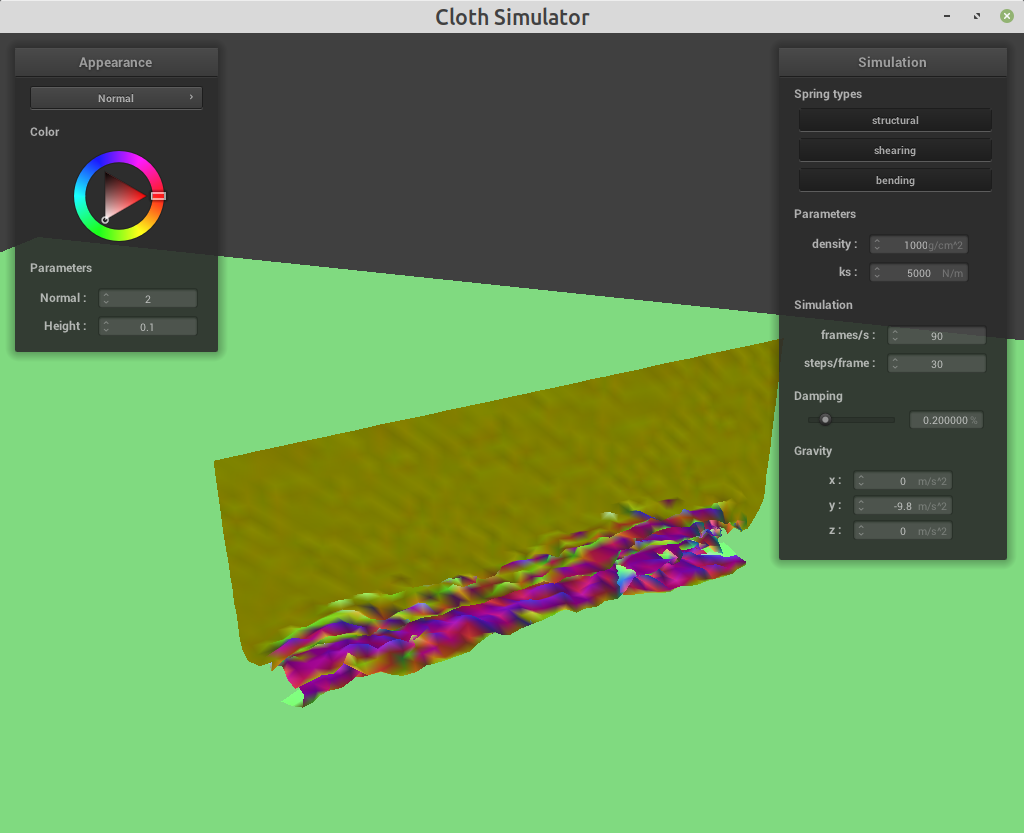 Cloth Simulator
Appearance
Normal
Color
Parameters
Normal : 2
Height : 0.1
Simulation
Spring types
structural
shearing
bending
Parameters
density : 1000 g/cm^2
ks : 5000 N/m
Simulation
frames/s : 90
steps/frame : 30
Damping
0.200000 %
Gravity
x : 0 m/s^2
y : -9.8 m/s^2
z : 0 m/s^2